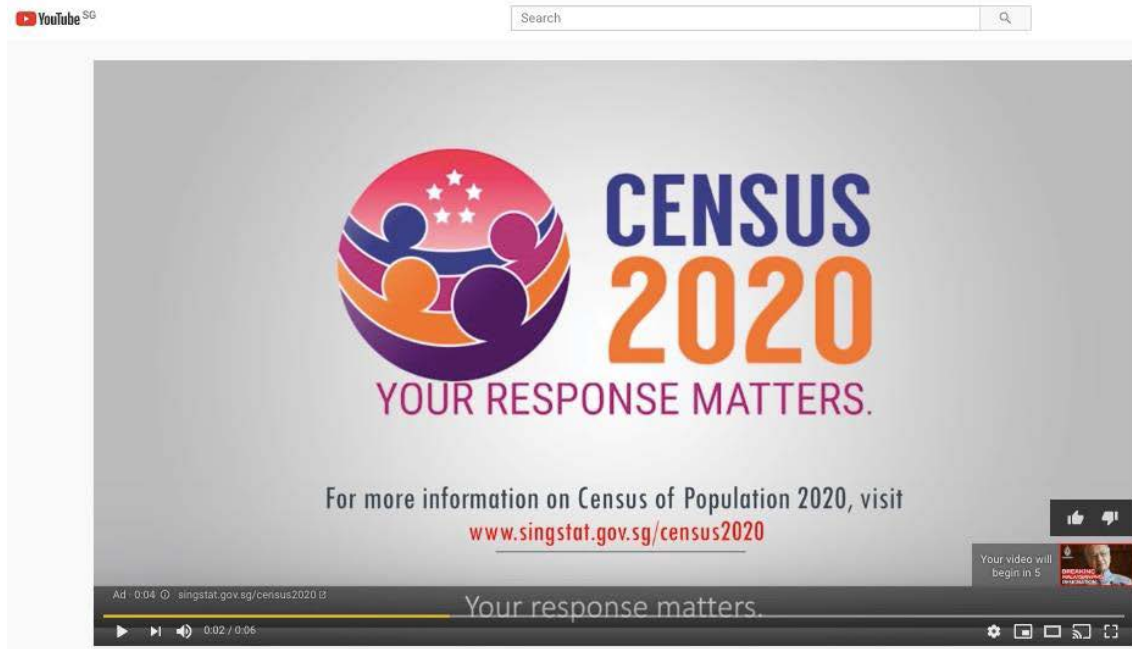 YouTube SG
Search
CENSUS
2020
YOUR RESPONSE MATTERS.
For more information on Census of Population 2020, visit
www.singstat.gov.sg/census2020
Your video will
begin in 5
BREAKING
Ad · 0:04 singstat.gov.sg/census2020
Your response matters.
0:02 / 0:06